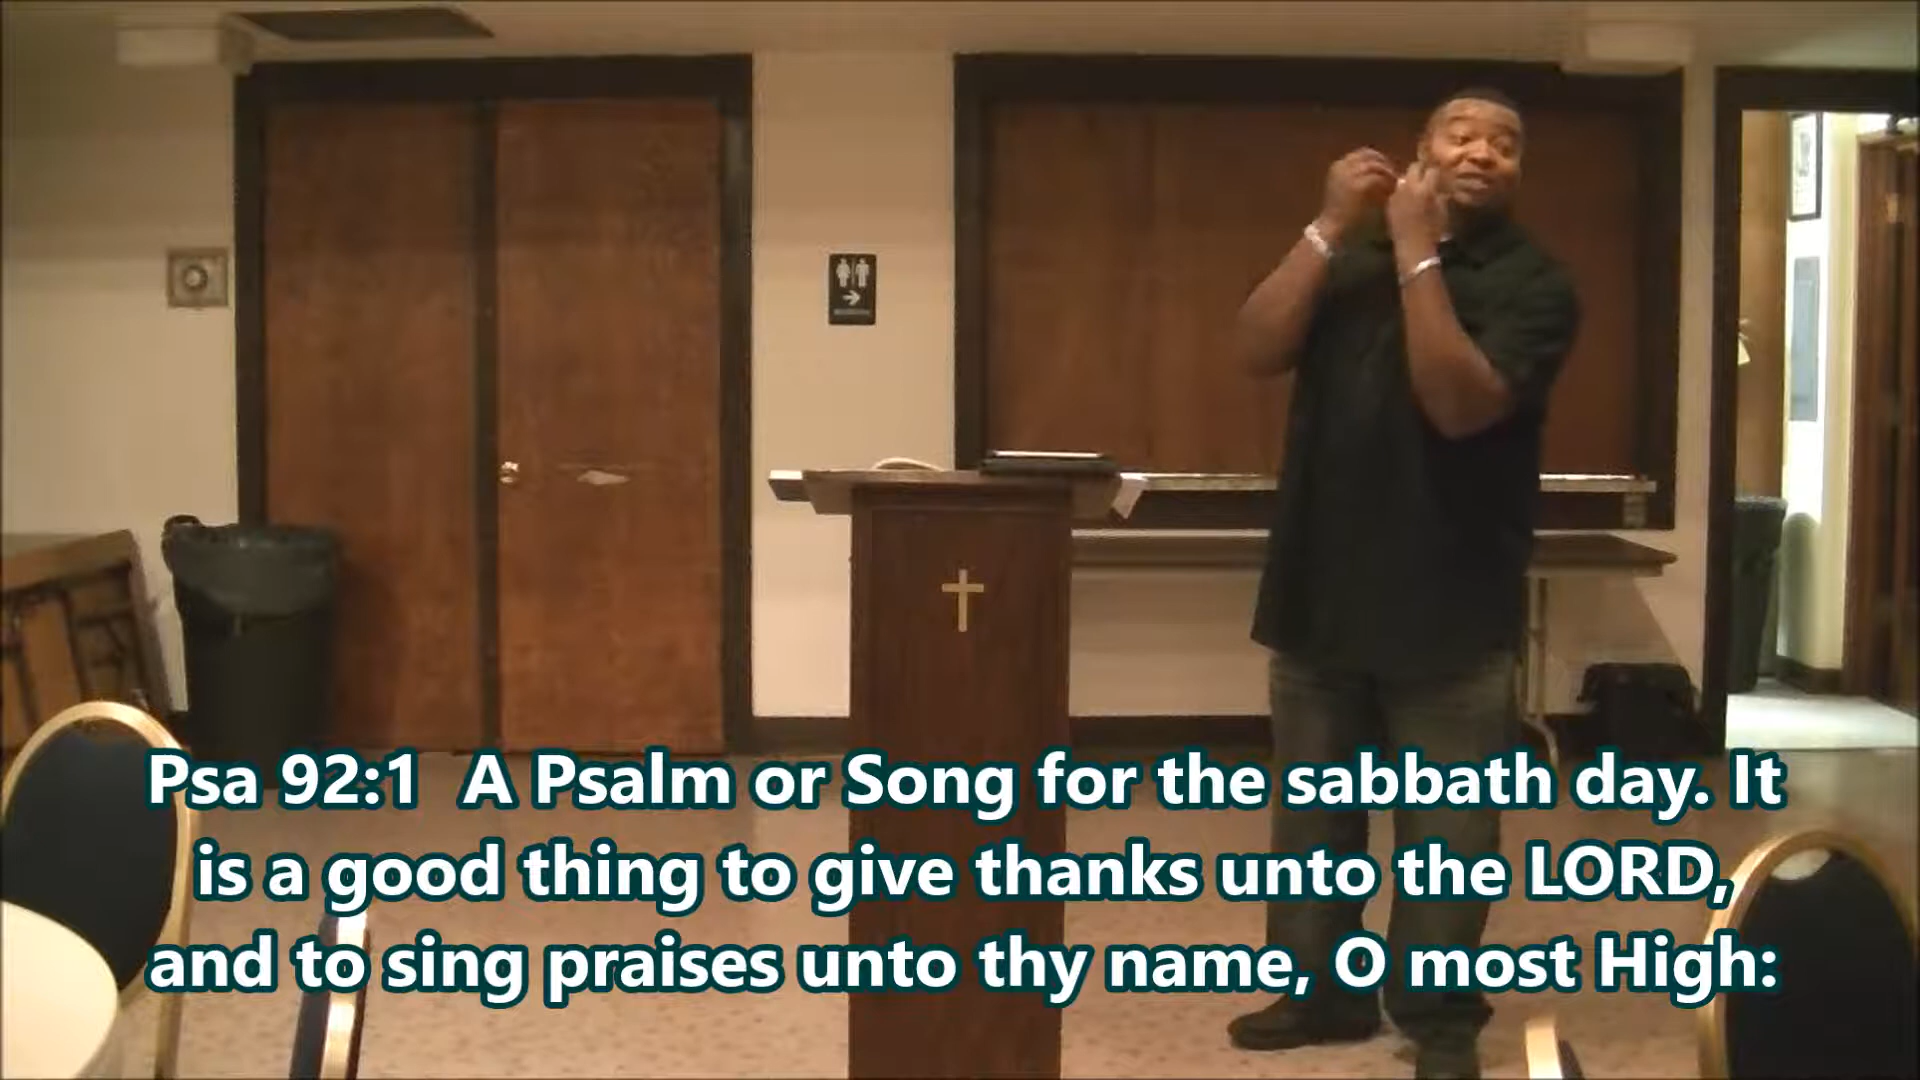 Psa 92:1  A Psalm or Song for the sabbath day. It
is a good thing to give thanks unto the LORD,
and to sing praises unto thy name, O most High: